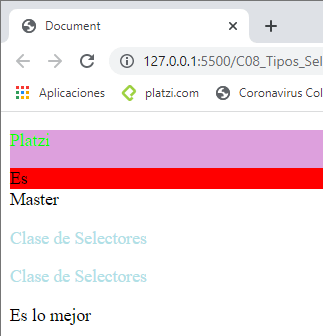 Document
127.0.0.1:5500/C08_Tipos_Sel
Aplicaciones platzi.com Coronavirus Col
Platzi
Es
Master
Clase de Selectores
Clase de Selectores
Es lo mejor